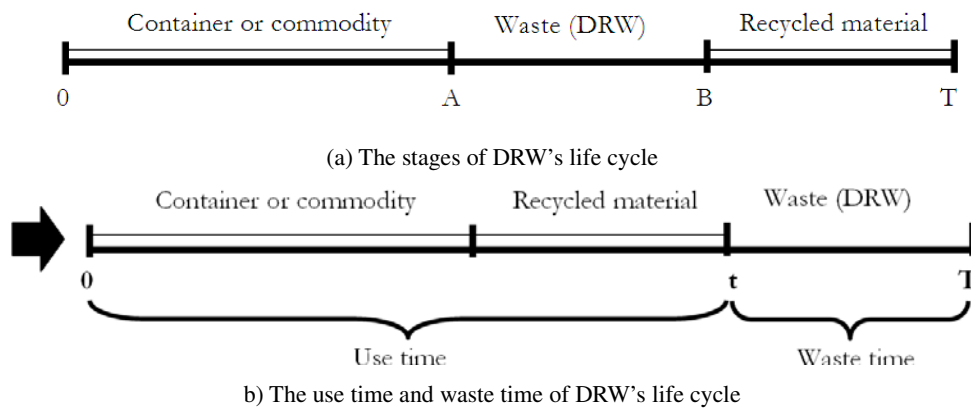 Container or commodity Waste (DRW) Recycled material
0 A B T
(a) The stages of DRW's life cycle
Container or commodity Recycled material Waste (DRW)
0 t T
Use time Waste time
b) The use time and waste time of DRW's life cycle